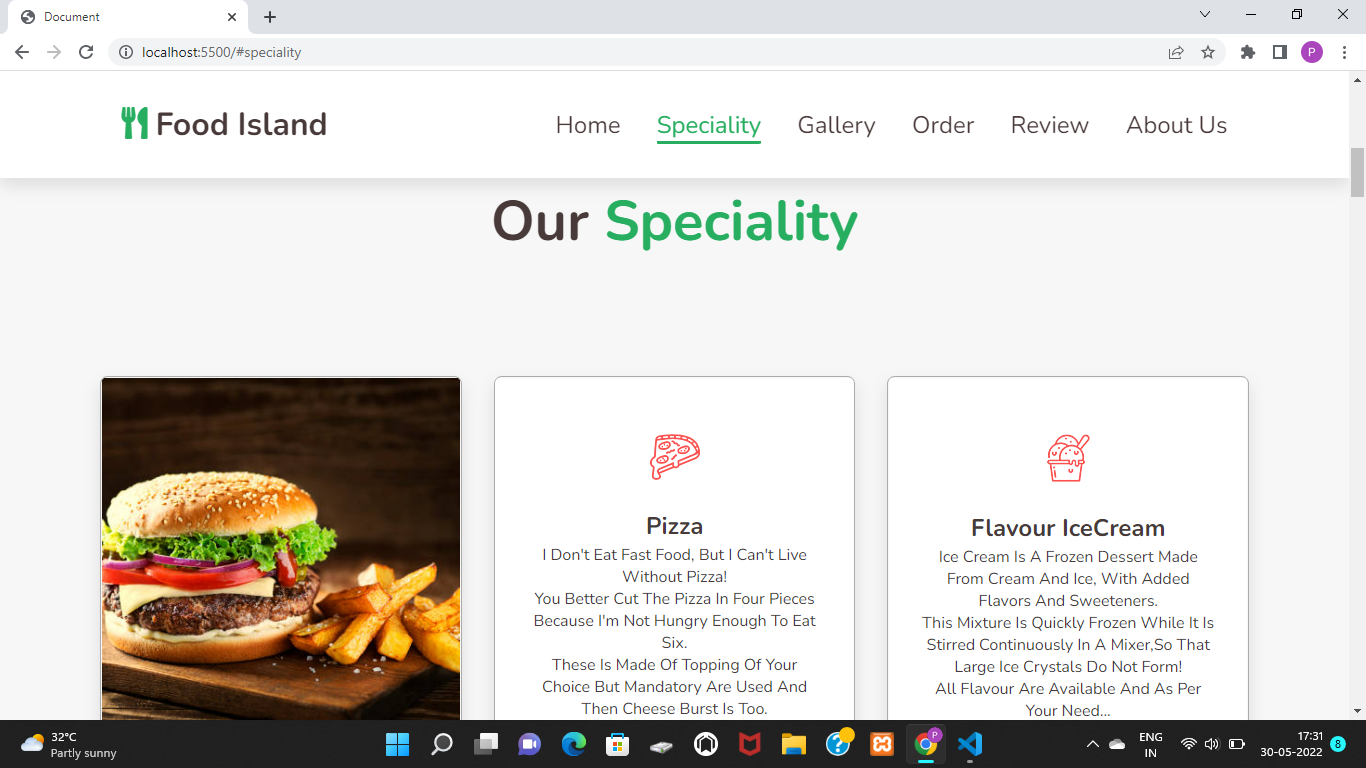 Document
localhost:5500/#speciality
P
Food Island
Home Speciality Gallery Order Review About Us
Our Speciality
Pizza
I Don't Eat Fast Food, But I Can't Live
Without Pizza!
You Better Cut The Pizza In Four Pieces
Because I'm Not Hungry Enough To Eat
Six.
These Is Made Of Topping Of Your
Choice But Mandatory Are Used And
Then Cheese Burst Is Too.
Flavour IceCream
Ice Cream Is A Frozen Dessert Made
From Cream And Ice, With Added
Flavors And Sweeteners.
This Mixture Is Quickly Frozen While It Is
Stirred Continuously In A Mixer,So That
Large Ice Crystals Do Not Form!
All Flavour Are Available And As Per
Your Need...
32°C
Partly sunny
P
ENG
IN
17:31
30-05-2022
8